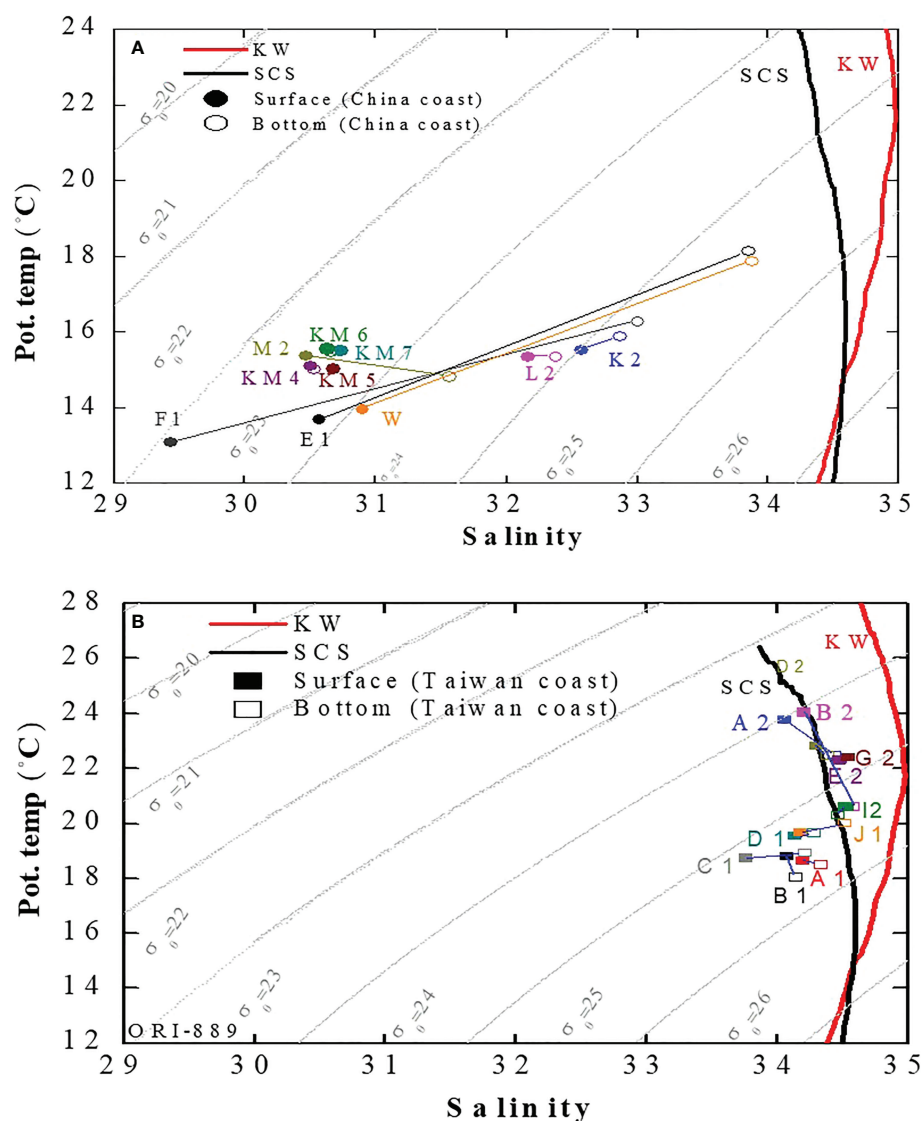 A
KW
SCS
Surface (China coast)
Bottom (China coast)
SCS
KW
σ₀=20
σ₀=21
σ₀=22
σ₀=23
σ₀=24
σ₀=25
σ₀=26
KM6
M2
KM7
KM4
KM5
L2
K2
F1
E1
W
24
22
20
18
16
14
12
Pot. temp (°C)
29
30
31
32
33
34
35
Salinity
B
KW
SCS
Surface (Taiwan coast)
Bottom (Taiwan coast)
KW
SCS
D2
A2
B2
G2
E2
I2
D1
J1
C1
A1
B1
σ₀=20
σ₀=21
σ₀=22
σ₀=23
σ₀=24
σ₀=25
σ₀=26
ORI-889
28
26
24
22
20
18
16
14
12
Pot. temp (°C)
29
30
31
32
33
34
35
Salinity